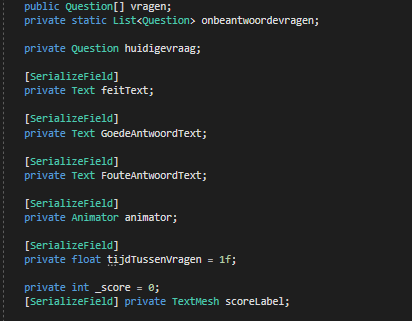 public Question[] vragen;
private static List<Question> onbeantwoordevragen;
private Question huidigevraag;
[SerializeField]
private Text feitText;
[SerializeField]
private Text GoedeAntwoordText;
[SerializeField]
private Text FouteAntwoordText;
[SerializeField]
private Animator animator;
[SerializeField]
private float tijdTussenVragen = 1f;
private int _score = 0;
[SerializeField] private TextMesh scoreLabel;